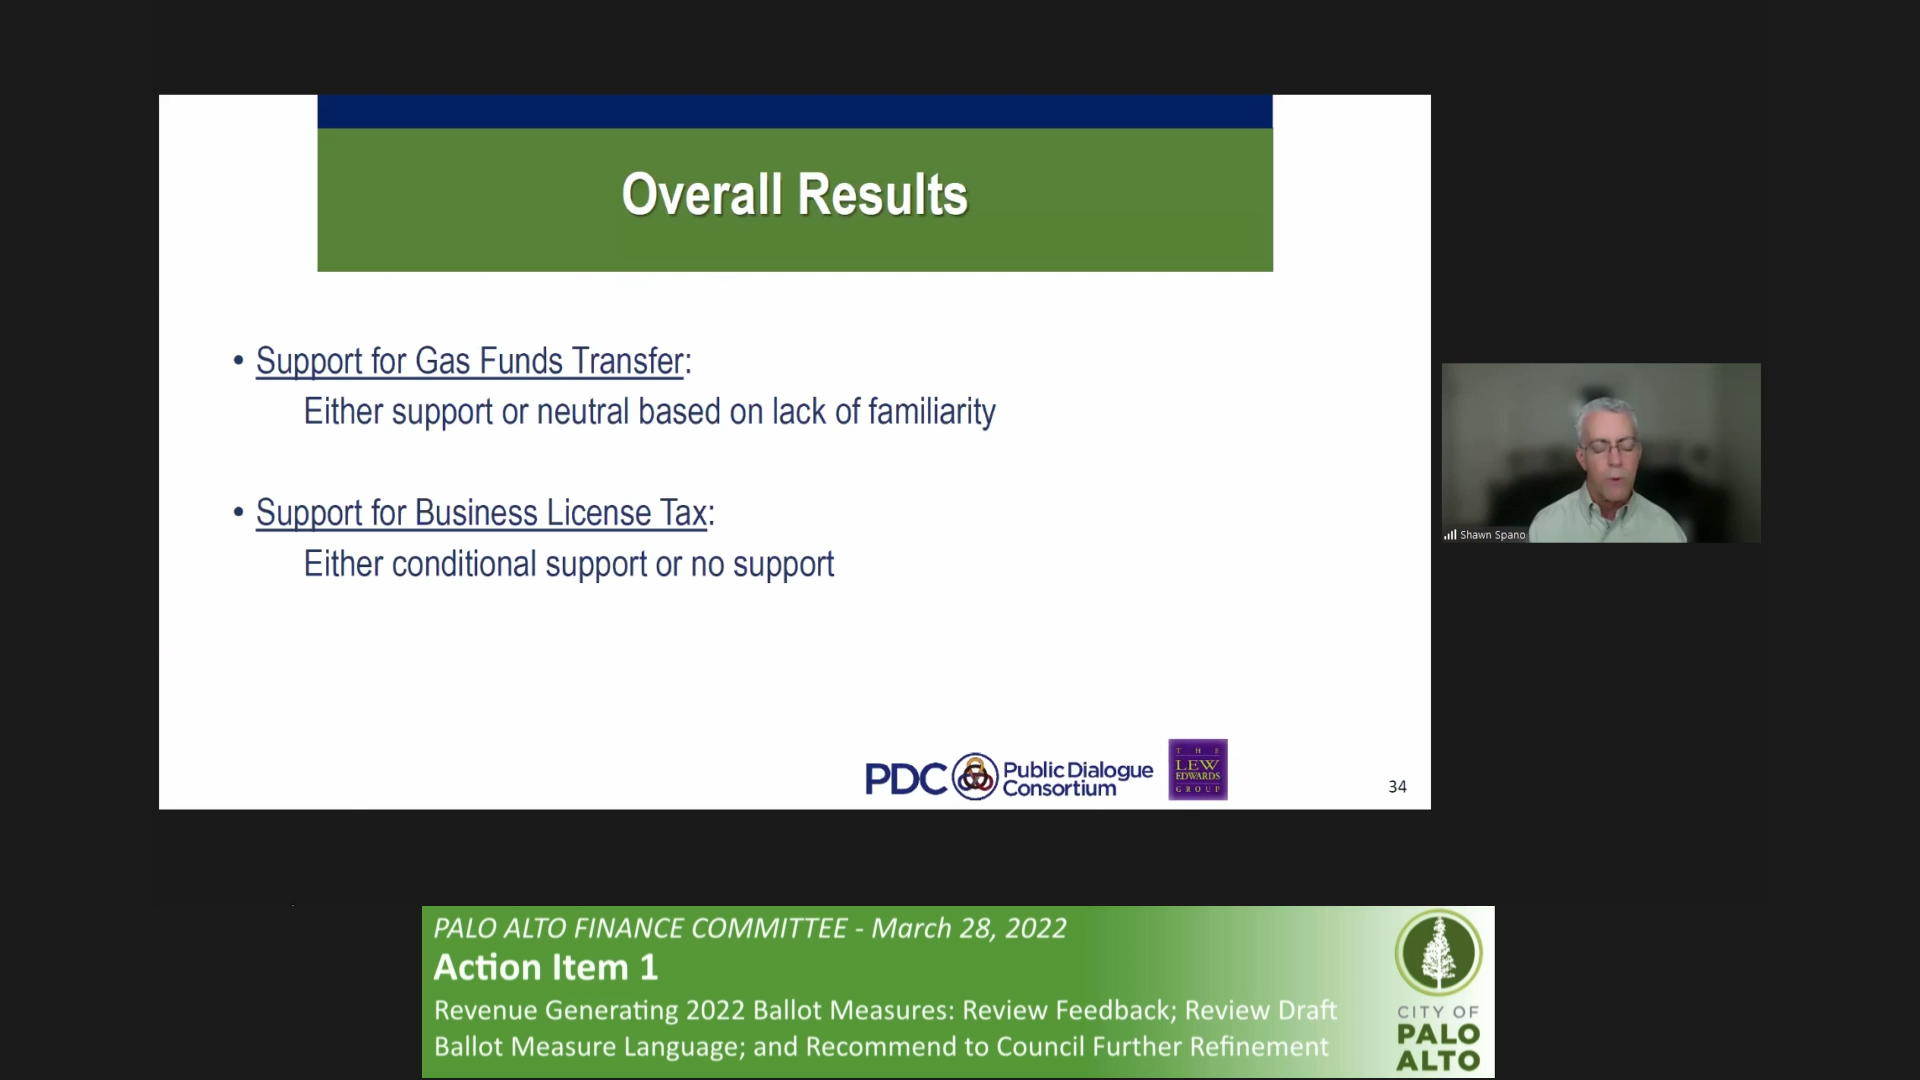 Overall Results
• Support for Gas Funds Transfer:
Either support or neutral based on lack of familiarity
• Support for Business License Tax:
Either conditional support or no support
PDC Public Dialogue
Consortium
THE
LEW
EDWARDS
GROUP
34
Shawn Spano
PALO ALTO FINANCE COMMITTEE - March 28, 2022
Action Item 1
Revenue Generating 2022 Ballot Measures: Review Feedback; Review Draft
Ballot Measure Language; and Recommend to Council Further Refinement
CITY OF
PALO
ALTO